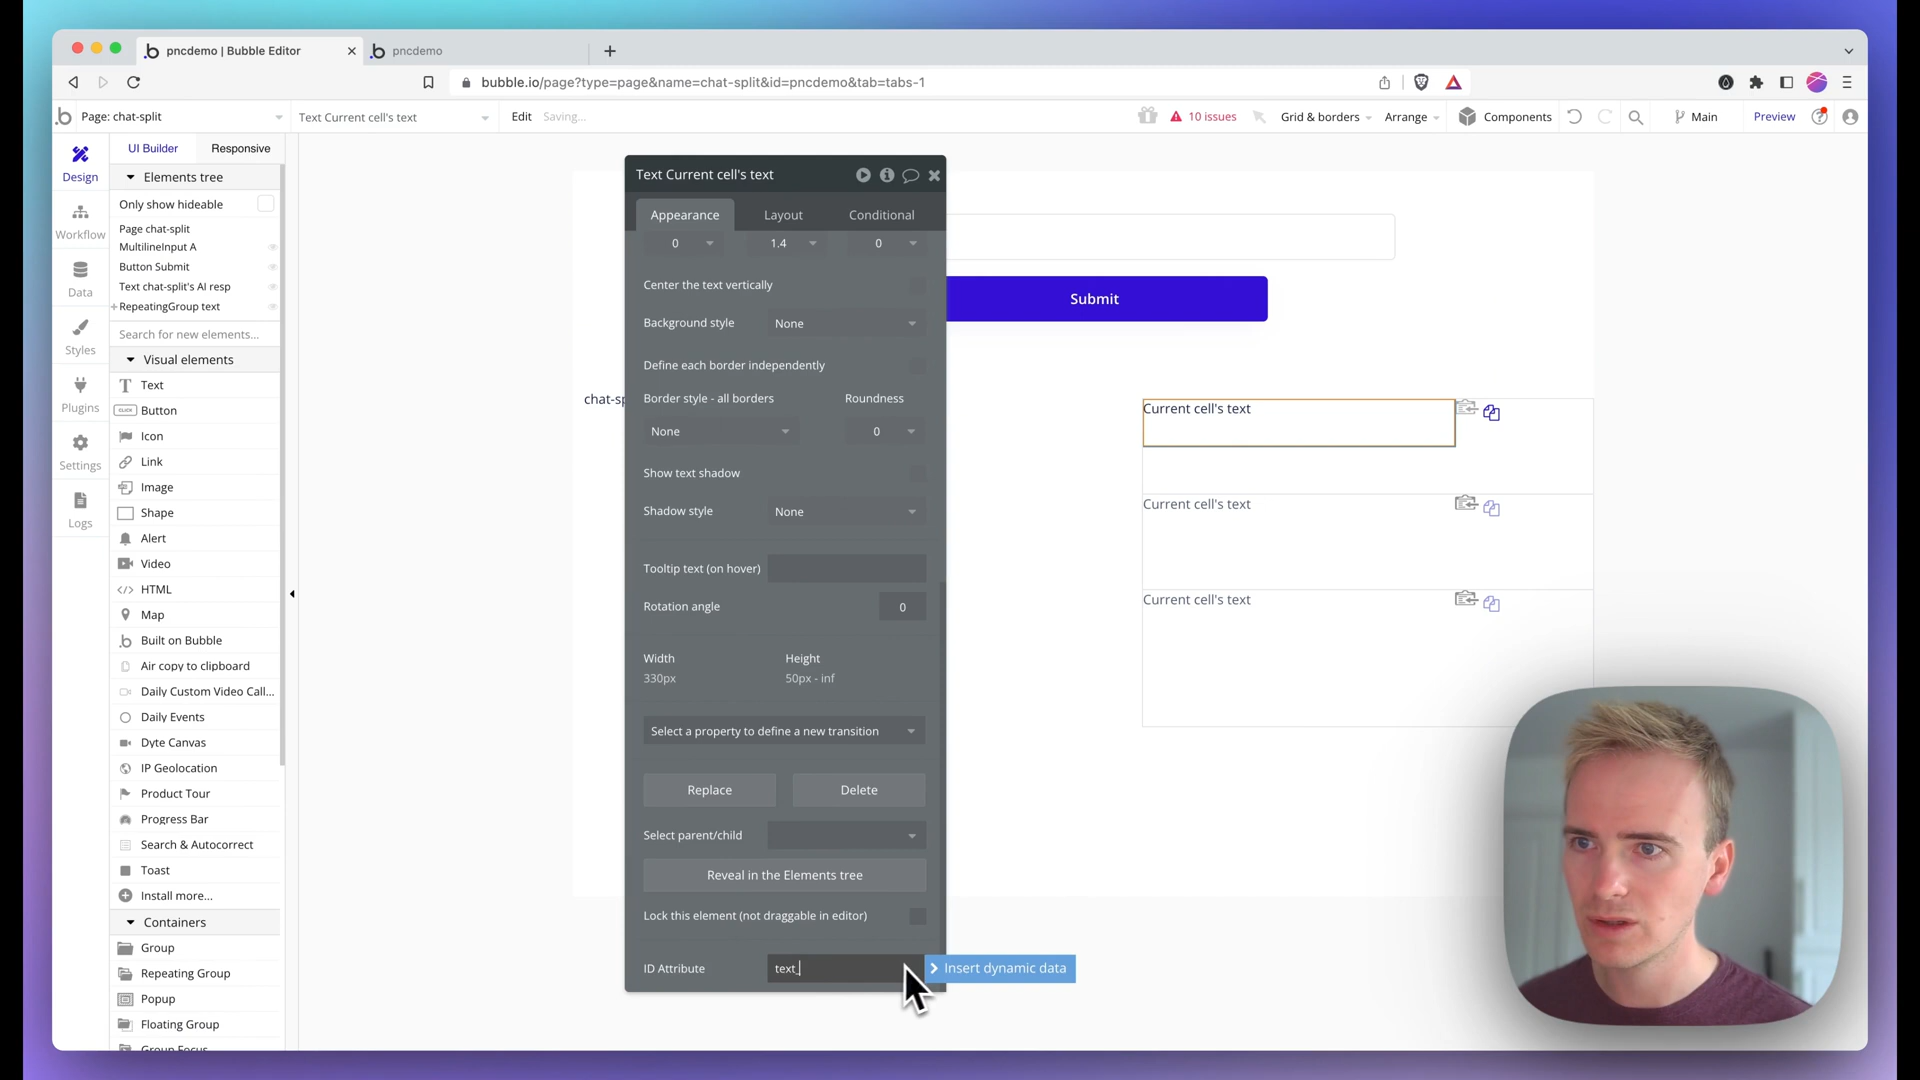 pncdemo | Bubble Editor
pncdemo
bubble.io/page?type=page&name=chat-split&id=pncdemo&tab=tabs-1
Page: chat-split
Text Current cell's text
Edit
Saving...
10 issues
Grid & borders
Arrange
Components
Main
Preview
Design
Workflow
Data
Styles
Plugins
Settings
Logs
UI Builder
Responsive
Elements tree
Only show hideable
Page chat-split
MultilineInput A
Button Submit
Text chat-split's AI resp
RepeatingGroup text
Search for new elements...
Visual elements
Text
CLICK
Button
Icon
Link
Image
Shape
Alert
Video
HTML
Map
Built on Bubble
Air copy to clipboard
Daily Custom Video Call...
Daily Events
Dyte Canvas
IP Geolocation
Product Tour
Progress Bar
Search & Autocorrect
Toast
Install more...
Containers
Group
Repeating Group
Popup
Floating Group
Group Focus
Text Current cell's text
Appearance
Layout
Conditional
0
1.4
0
Center the text vertically
Background style
None
Define each border independently
Border style - all borders
Roundness
None
0
Show text shadow
Shadow style
None
Tooltip text (on hover)
Rotation angle
0
Width
Height
330px
50px - inf
Select a property to define a new transition
Replace
Delete
Select parent/child
Reveal in the Elements tree
Lock this element (not draggable in editor)
ID Attribute
text_
Insert dynamic data
Submit
chat-sp
Current cell's text
Current cell's text
Current cell's text